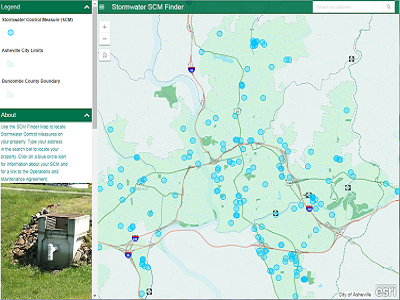 Legend
Stormwater Control Measure (SCM)
Asheville City Limits
Buncombe County Boundary
About
Use the SCM Finder Map to locate
Stormwater Control Measures on
your property. Type your address
in the search bar to locate your
property. Click on a blue circle icon
for information about your SCM and
for a link to the Operations and
Maintenance Agreement.
Stormwater SCM Finder
Search by address
City of Asheville
esri